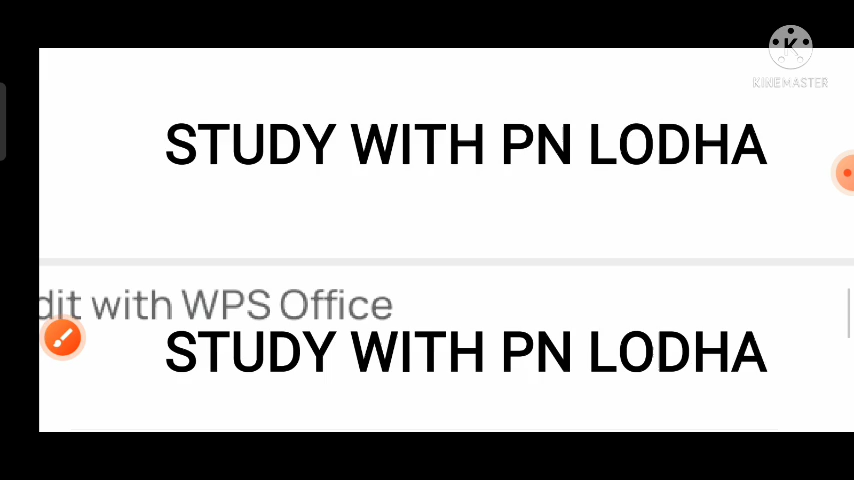 KINEMASTER
STUDY WITH PN LODHA
dit with WPS Office
STUDY WITH PN LODHA